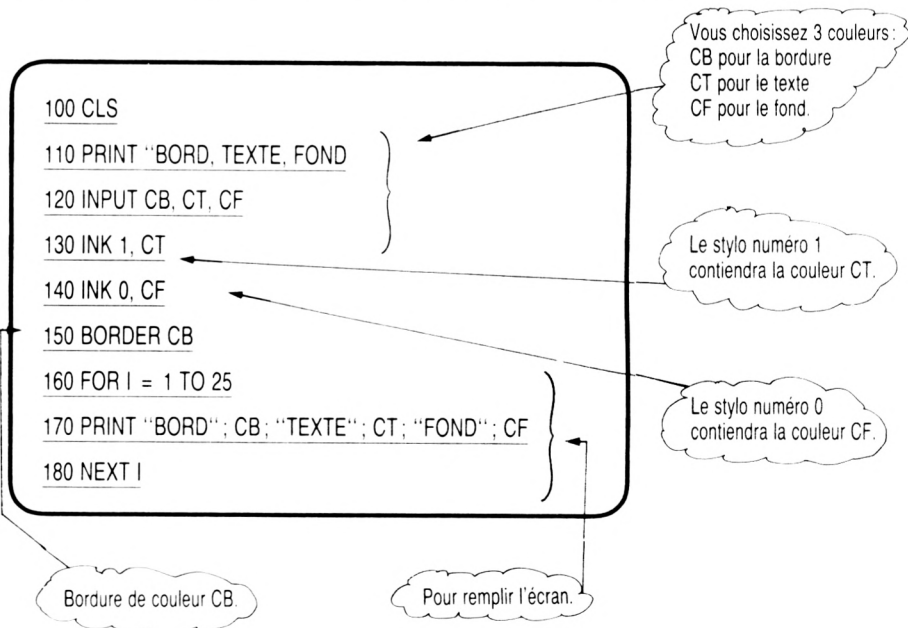 Vous choisissez 3 couleurs :
CB pour la bordure
CT pour le texte
CF pour le fond.
100 CLS
110 PRINT “BORD, TEXTE, FOND
120 INPUT CB, CT, CF
130 INK 1, CT
140 INK 0, CF
150 BORDER CB
160 FOR I = 1 TO 25
170 PRINT “BORD” ; CB ; “TEXTE” ; CT ; “FOND” ; CF
180 NEXT I
Le stylo numéro 1
contiendra la couleur CT.
Le stylo numéro 0
contiendra la couleur CF.
Bordure de couleur CB.
Pour remplir l’écran.